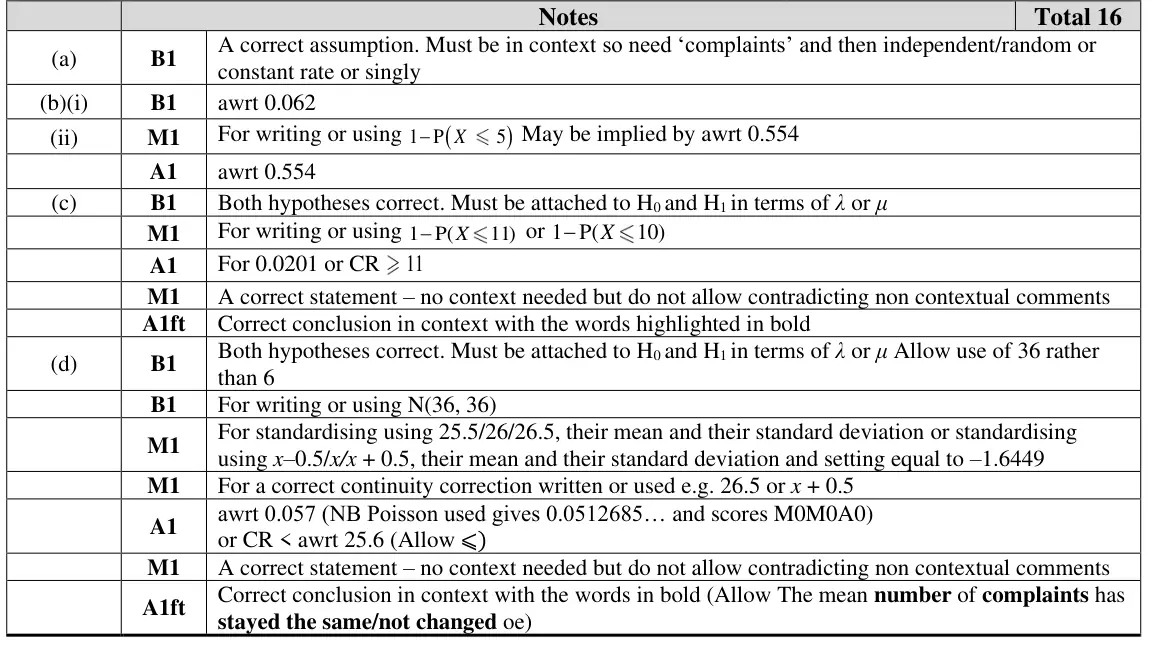 Notes Total 16
(a) B1 A correct assumption. Must be in context so need ‘complaints’ and then independent/random or
constant rate or singly
(b)(i) B1 awrt 0.062
(ii) M1 For writing or using 1−P(X ⩽ 5) May be implied by awrt 0.554
A1 awrt 0.554
(c) B1 Both hypotheses correct. Must be attached to H₀ and H₁ in terms of λ or μ
M1 For writing or using 1−P(X⩽11) or 1−P(X⩽10)
A1 For 0.0201 or CR ⩾ 11
M1 A correct statement – no context needed but do not allow contradicting non contextual comments
A1ft Correct conclusion in context with the words highlighted in bold
(d) B1 Both hypotheses correct. Must be attached to H₀ and H₁ in terms of λ or μ Allow use of 36 rather
than 6
B1 For writing or using N(36, 36)
M1 For standardising using 25.5/26/26.5, their mean and their standard deviation or standardising
using x–0.5/x/x + 0.5, their mean and their standard deviation and setting equal to –1.6449
M1 For a correct continuity correction written or used e.g. 26.5 or x + 0.5
A1 awrt 0.057 (NB Poisson used gives 0.0512685… and scores M0M0A0)
or CR < awrt 25.6 (Allow ⩽)
M1 A correct statement – no context needed but do not allow contradicting non contextual comments
A1ft Correct conclusion in context with the words in bold (Allow The mean number of complaints has
stayed the same/not changed oe)